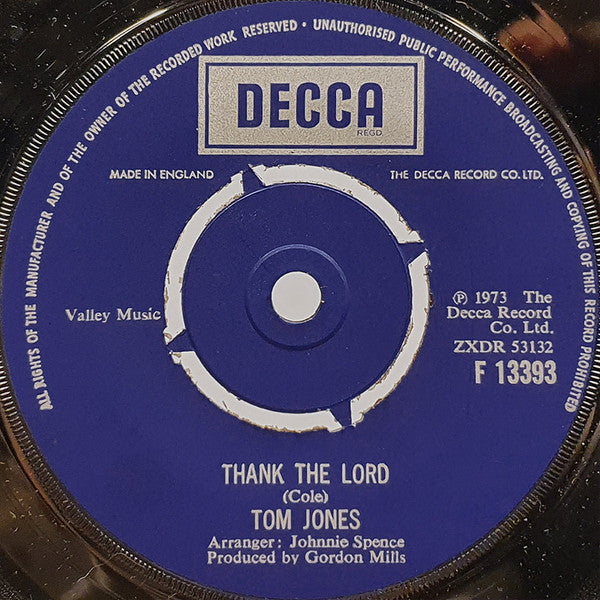 ALL RIGHTS OF THE MANUFACTURER AND OF THE OWNER OF THE RECORDED WORK RESERVED • UNAUTHORISED PUBLIC PERFORMANCE BROADCASTING AND COPYING OF THIS RECORD PROHIBITED
DECCA
REGD.
MADE IN ENGLAND
THE DECCA RECORD CO. LTD.
Valley Music
℗ 1973 The
Decca Record
Co. Ltd.
ZXDR 53132
F 13393
THANK THE LORD
(Cole)
TOM JONES
Arranger: Johnnie Spence
Produced by Gordon Mills